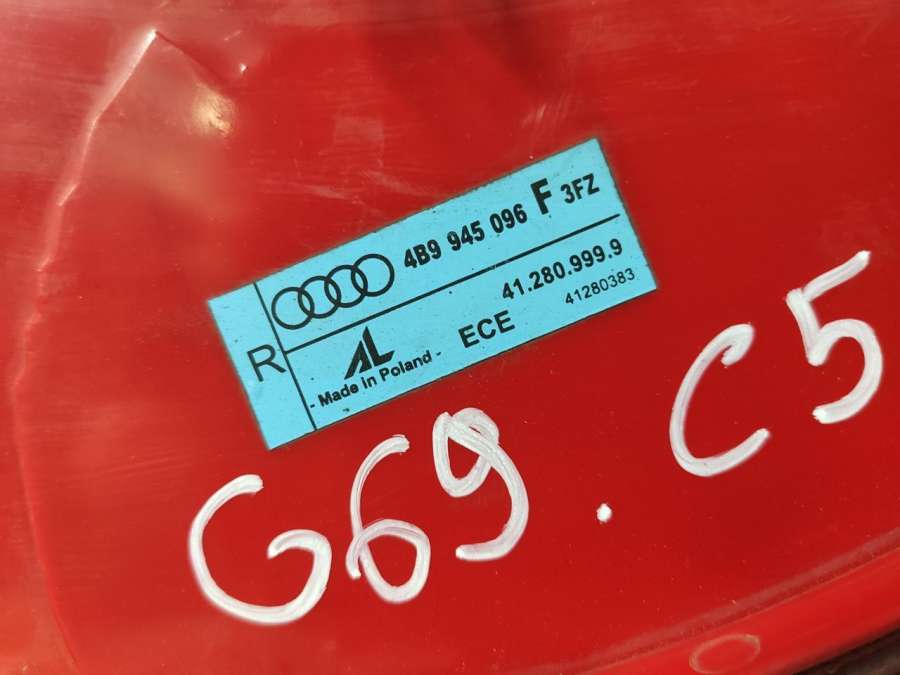 4B9 945 096 F 3FZ
41.280.999.9
R AL ECE 41280383
- Made in Poland -
G69. C5